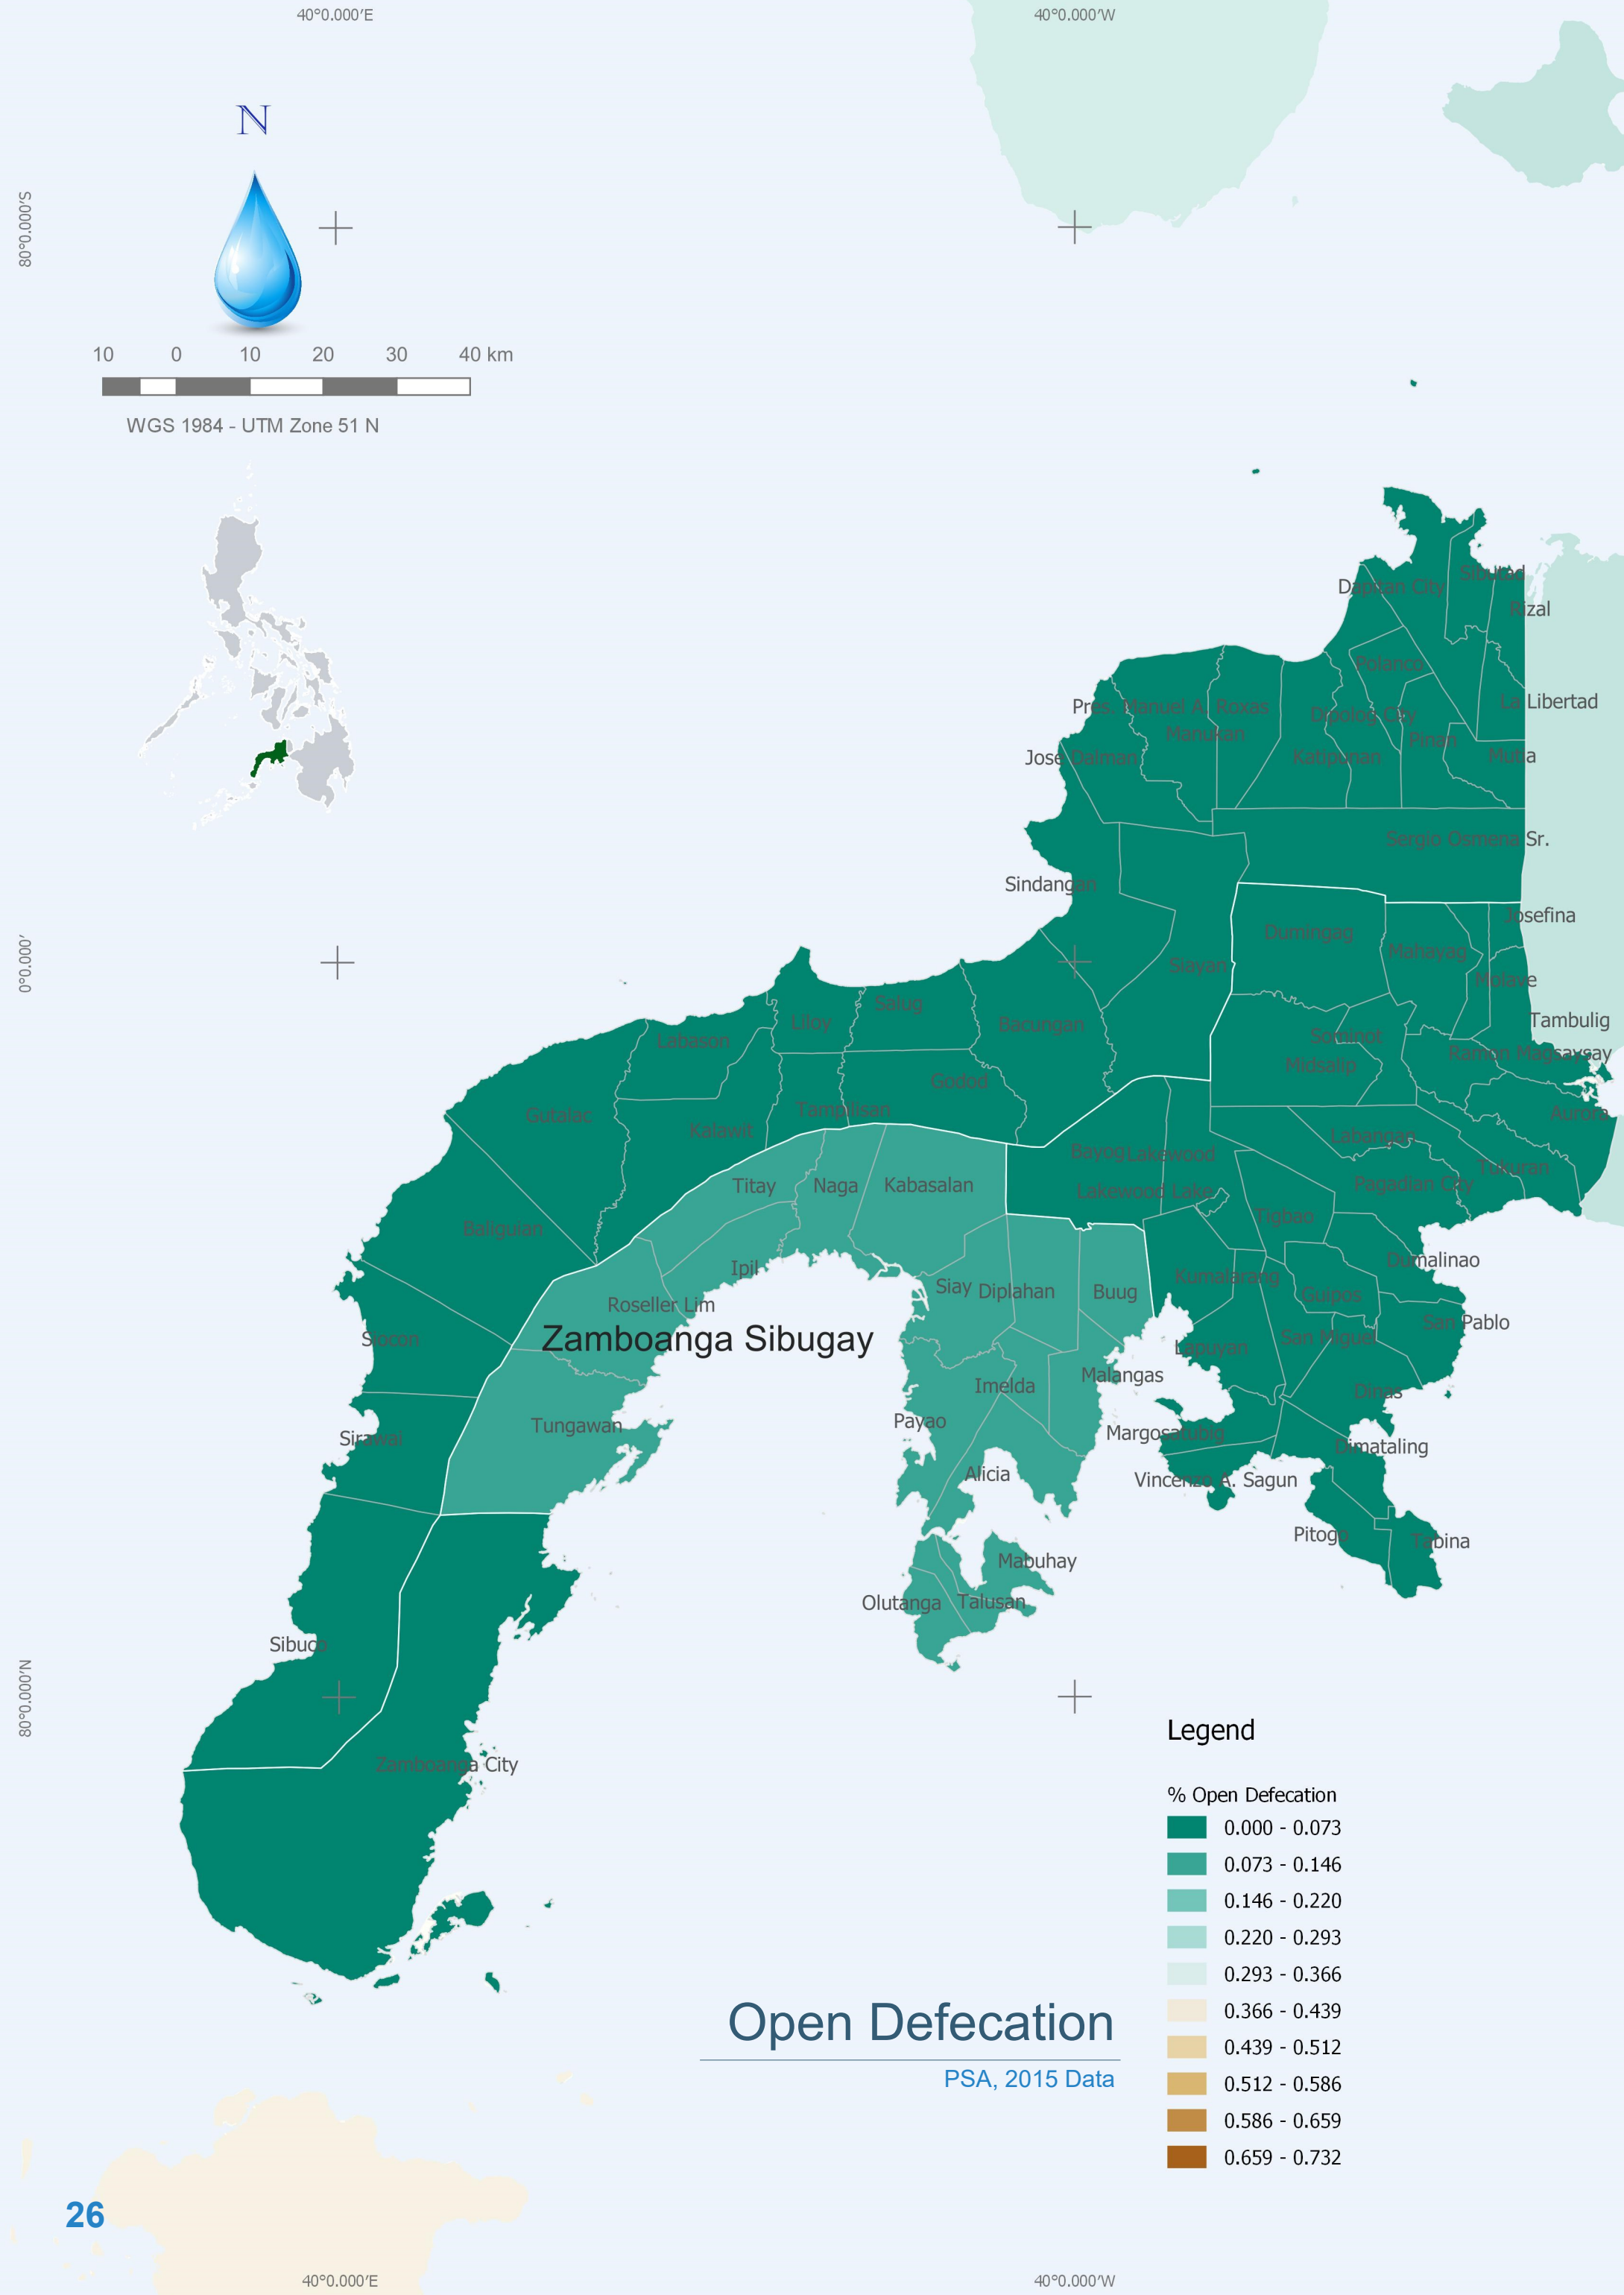 40°0.000′E
40°0.000′W
80°0.000′S
N
10 0 10 20 30 40 km
WGS 1984 - UTM Zone 51 N
Dapitan City
Sibutad
Rizal
Polanco
La Libertad
Pres. Manuel A. Roxas
Dipolog City
Manukan
Pinan
Jose Dalman
Katipunan
Mutia
Sergio Osmena Sr.
Sindangan
Josefina
Dumingag
Mahayag
0°0.000′
Siayan
Molave
Salug
Liloy
Bacungan
Tambulig
Labason
Sominot
Ramon Magsaysay
Midsalip
Godod
Gutalac
Tampilisan
Aurora
Kalawit
Labangan
Bayog
Lakewood
Tukuran
Titay
Naga
Kabasalan
Lakewood Lake
Pagadian City
Baliguian
Tigbao
Dumalinao
Ipil
Siay
Diplahan
Buug
Kumalarang
Guipos
Roseller Lim
San Pablo
Siocon
Zamboanga Sibugay
San Miguel
Lapuyan
Malangas
Imelda
Dinas
Payao
Tungawan
Sirawai
Margosatubig
Dimataling
Alicia
Vincenzo A. Sagun
Pitogo
Tabina
Mabuhay
Olutanga
Talusan
Sibuco
80°0.000′N
Zamboanga City
Legend
% Open Defecation
0.000 - 0.073
0.073 - 0.146
0.146 - 0.220
0.220 - 0.293
0.293 - 0.366
0.366 - 0.439
0.439 - 0.512
0.512 - 0.586
0.586 - 0.659
0.659 - 0.732
Open Defecation
PSA, 2015 Data
26
40°0.000′E
40°0.000′W